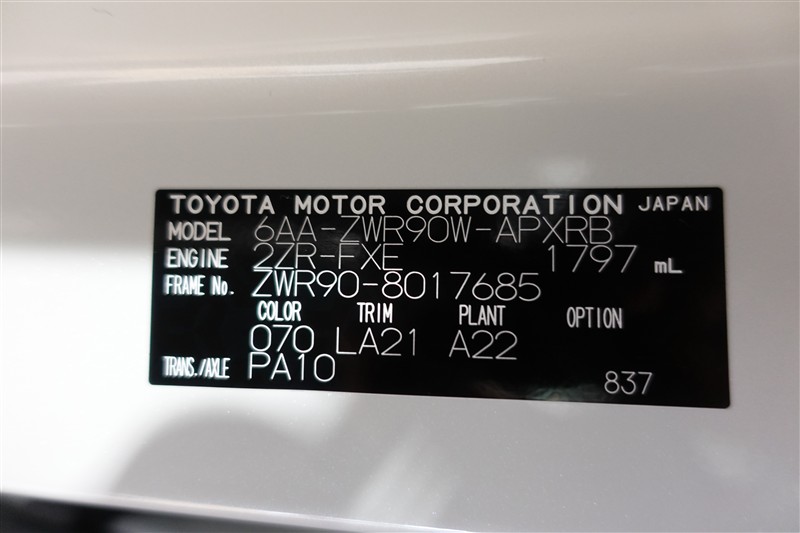 TOYOTA MOTOR CORPORATION JAPAN
MODEL 6AA-ZWR90W-APXRB
ENGINE 2ZR-FXE 1797 mL
FRAME No. ZWR90-8017685
COLOR TRIM PLANT OPTION
070 LA21 A22
TRANS./AXLE PA10
837